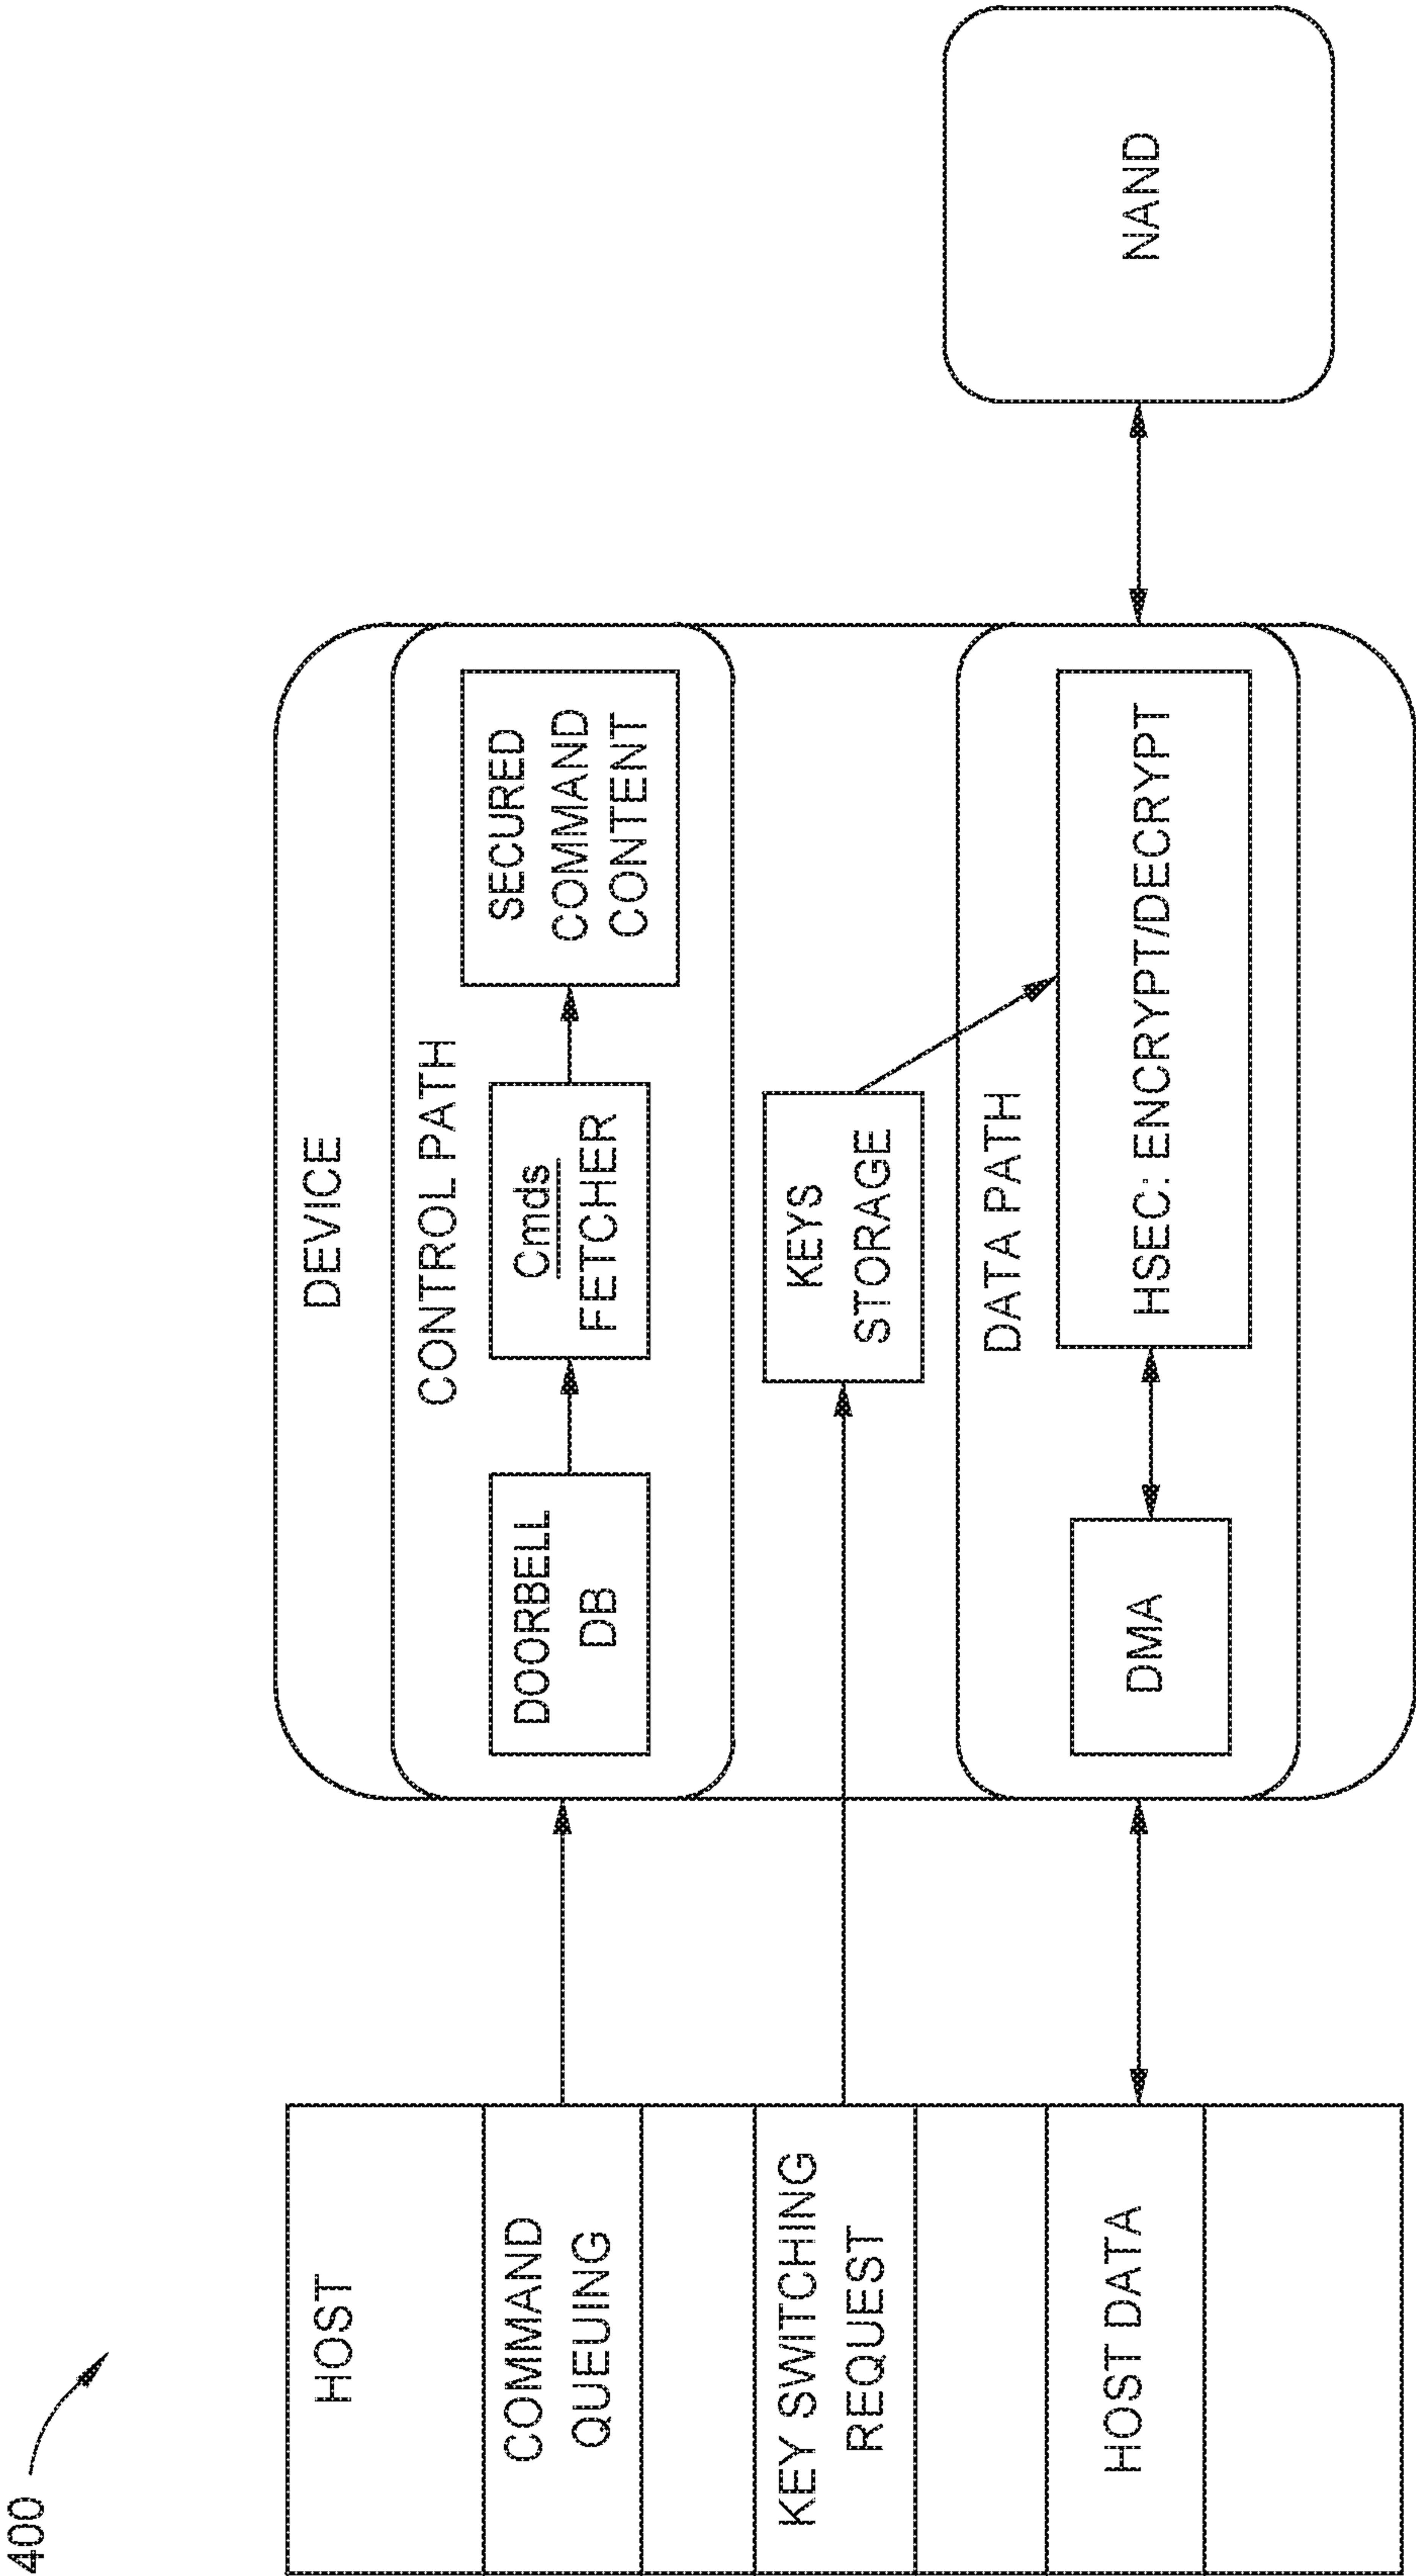 400
HOST
COMMAND
QUEUING
KEY SWITCHING
REQUEST
HOST DATA
DEVICE
CONTROL PATH
DOORBELL
DB
Cmds
FETCHER
SECURED
COMMAND
CONTENT
KEYS
STORAGE
DATA PATH
DMA
HSEC: ENCRYPT/DECRYPT
NAND